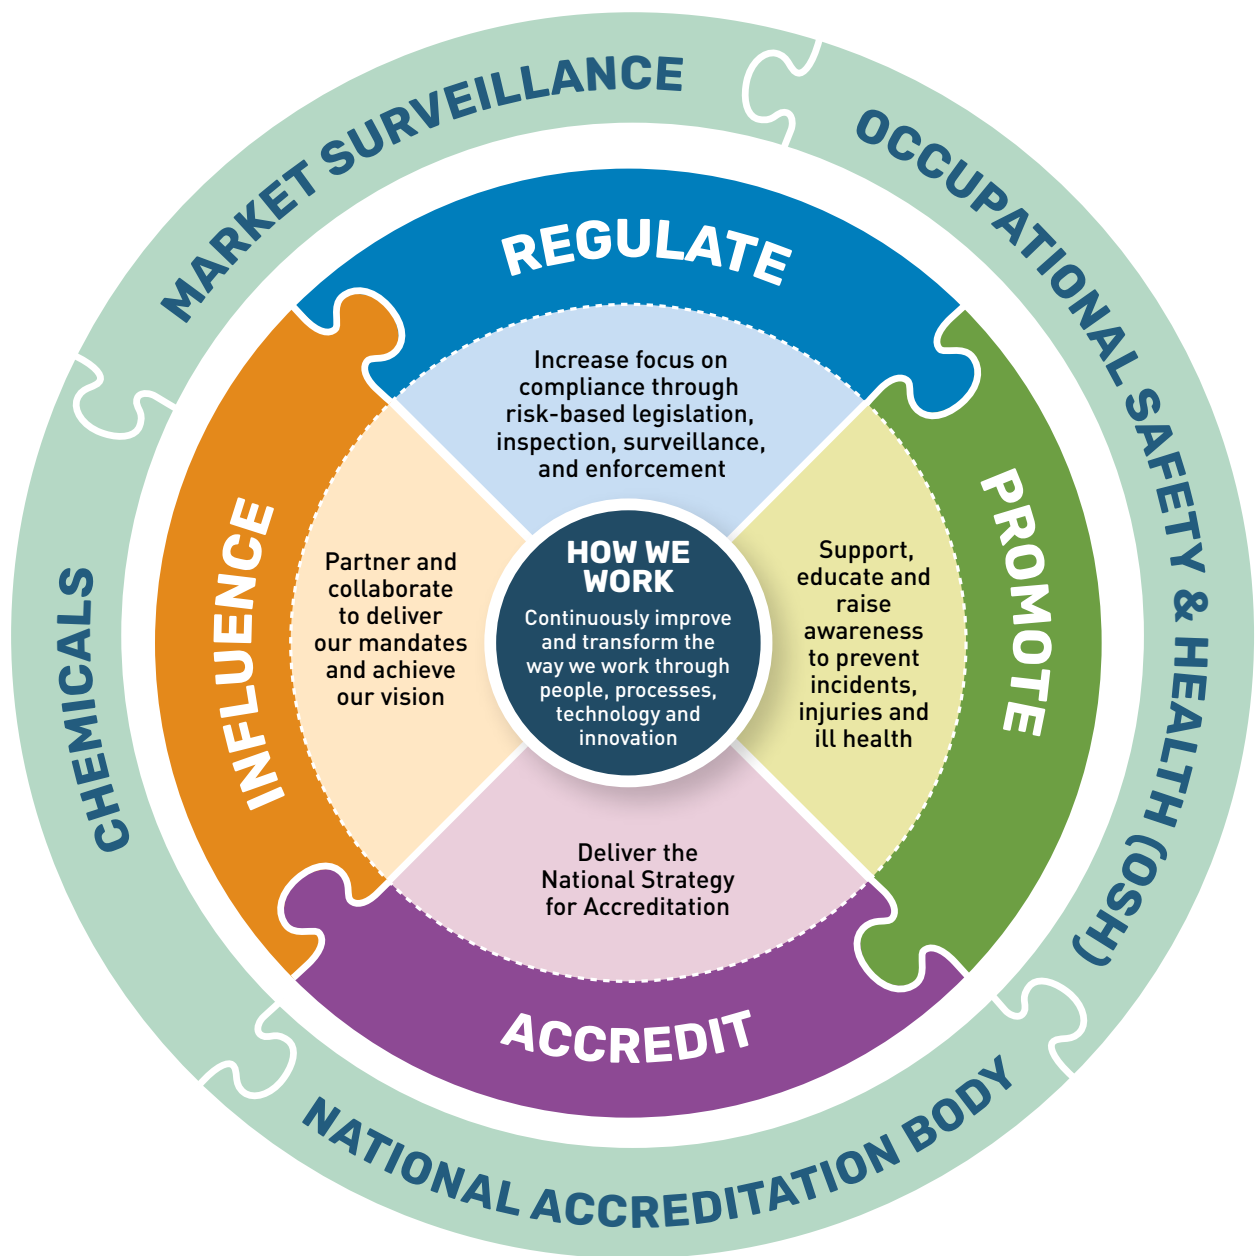 MARKET SURVEILLANCE
OCCUPATIONAL SAFETY & HEALTH (OSH)
NATIONAL ACCREDITATION BODY
CHEMICALS
REGULATE
Increase focus on
compliance through
risk-based legislation,
inspection, surveillance,
and enforcement
PROMOTE
Support,
educate and
raise
awareness
to prevent
incidents,
injuries and
ill health
ACCREDIT
Deliver the
National Strategy
for Accreditation
INFLUENCE
Partner and
collaborate
to deliver
our mandates
and achieve
our vision
HOW WE
WORK
Continuously improve
and transform the
way we work through
people, processes,
technology and
innovation